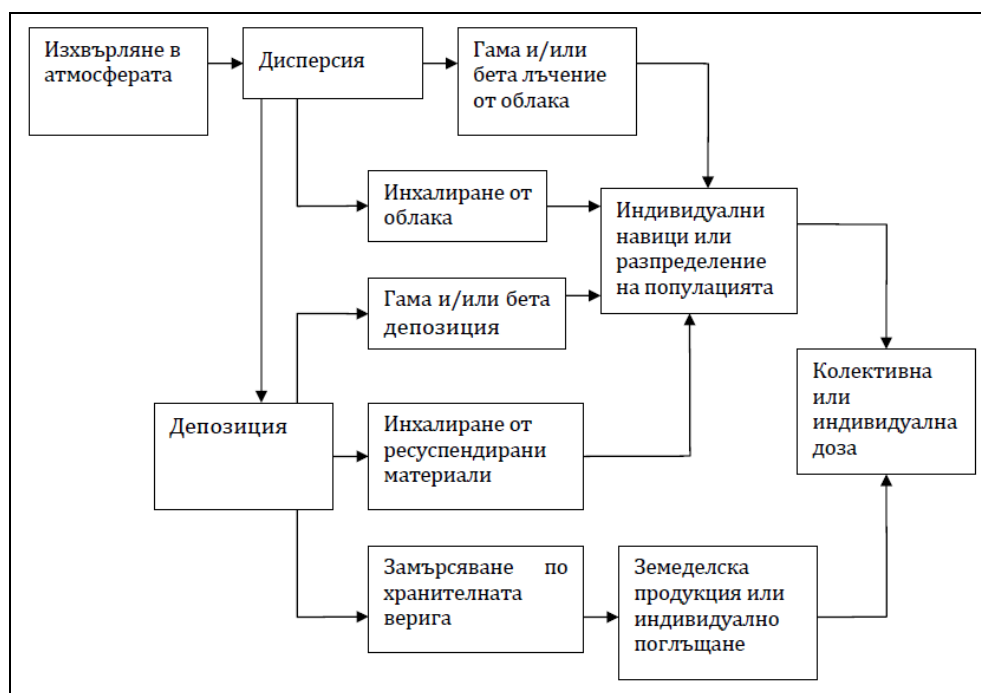 Изхвърляне в
атмосферата
Дисперсия
Гама и/или
бета лъчение
от облака
Инхалиране от
облака
Индивидуални
навици или
разпределение
на популацията
Гама и/или бета
депозиция
Колективна
или
индивидуална
доза
Депозиция
Инхалиране от
ресуспендирани
материали
Замърсяване по
хранителната
верига
Земеделска
продукция или
индивидуално
поглъщане